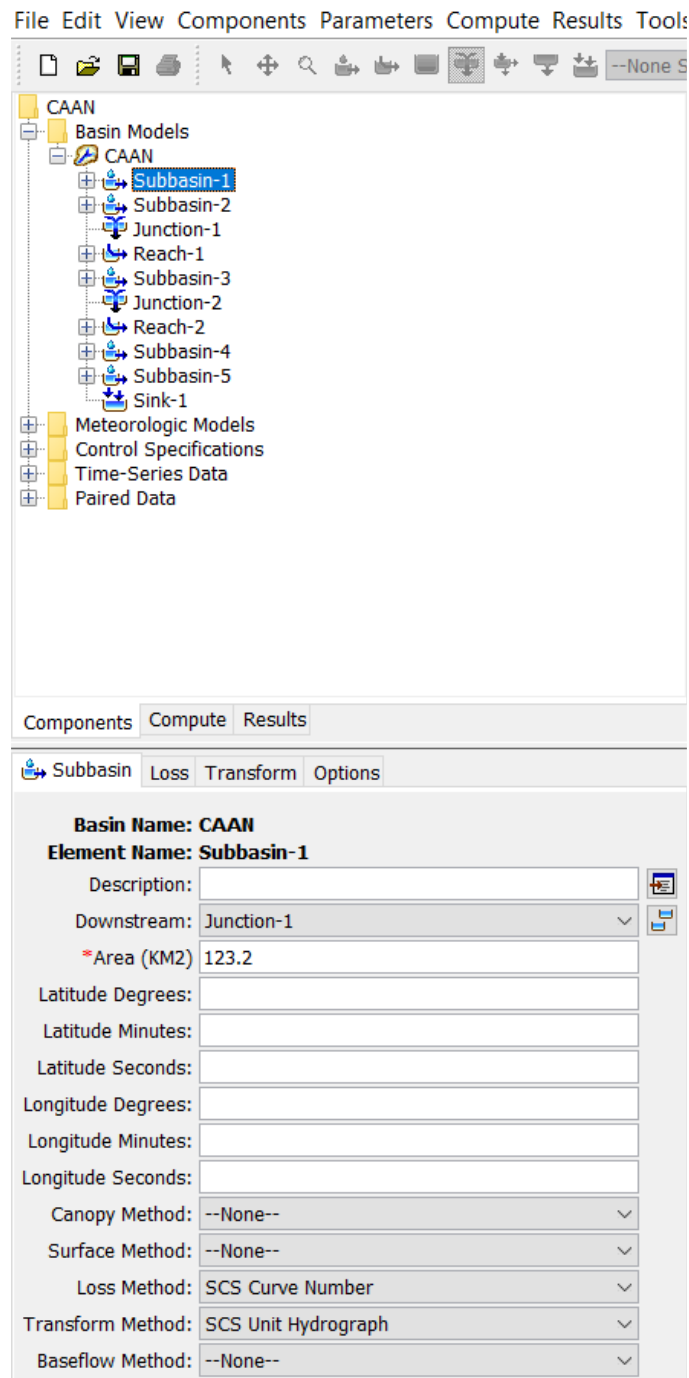 File Edit View Components Parameters Compute Results Tools
--None S
CAAN
Basin Models
CAAN
Subbasin-1
Subbasin-2
Junction-1
Reach-1
Subbasin-3
Junction-2
Reach-2
Subbasin-4
Subbasin-5
Sink-1
Meteorologic Models
Control Specifications
Time-Series Data
Paired Data
Components Compute Results
Subbasin Loss Transform Options
Basin Name: CAAN
Element Name: Subbasin-1
Description:
Downstream: Junction-1
*Area (KM2) 123.2
Latitude Degrees:
Latitude Minutes:
Latitude Seconds:
Longitude Degrees:
Longitude Minutes:
Longitude Seconds:
Canopy Method: --None--
Surface Method: --None--
Loss Method: SCS Curve Number
Transform Method: SCS Unit Hydrograph
Baseflow Method: --None--